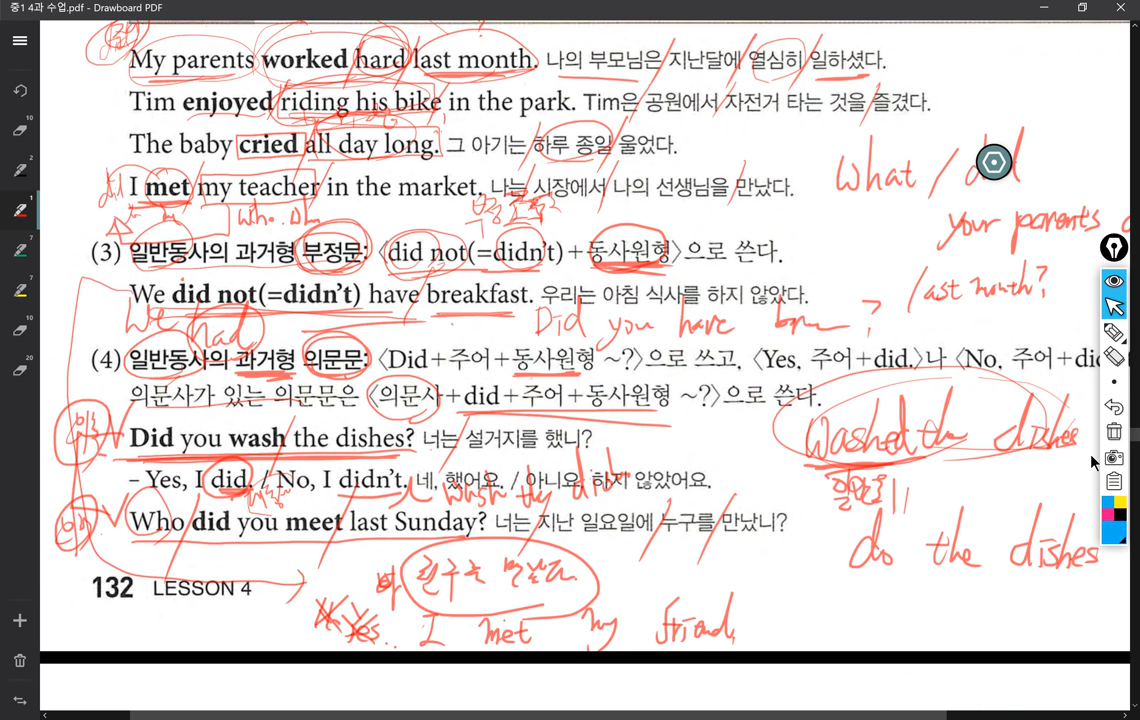 중1 4과 수업.pdf - Drawboard PDF
My parents worked hard last month. 나의 부모님은 지난달에 열심히 일하셨다.
Tim enjoyed riding his bike in the park. Tim은 공원에서 자전거 타는 것을 즐겼다.
The baby cried all day long. 그 아기는 하루 종일 울었다.
What / did
I met my teacher in the market. 나는 시장에서 나의 선생님을 만났다.
your parents
(3) 일반동사의 과거형 부정문: <did not(=didn't)+동사원형>으로 쓴다.
We did not(=didn't) have breakfast. 우리는 아침 식사를 하지 않았다.
last month?
We had
Did you have ?
(4) 일반동사의 과거형 의문문: <Did+주어+동사원형 ~?>으로 쓰고, <Yes, 주어+did.>나 <No, 주어+did
의문사가 있는 의문문은 <의문사+did+주어+동사원형 ~?>으로 쓴다.
Did you wash the dishes? 너는 설거지를 했니?
Washed the dishes
– Yes, I did. / No, I didn't. 네, 했어요. / 아니요, 하지 않았어요.
Who did you meet last Sunday? 너는 지난 일요일에 누구를 만났니?
do the dishes
132 LESSON 4
Yes.. I met my friend